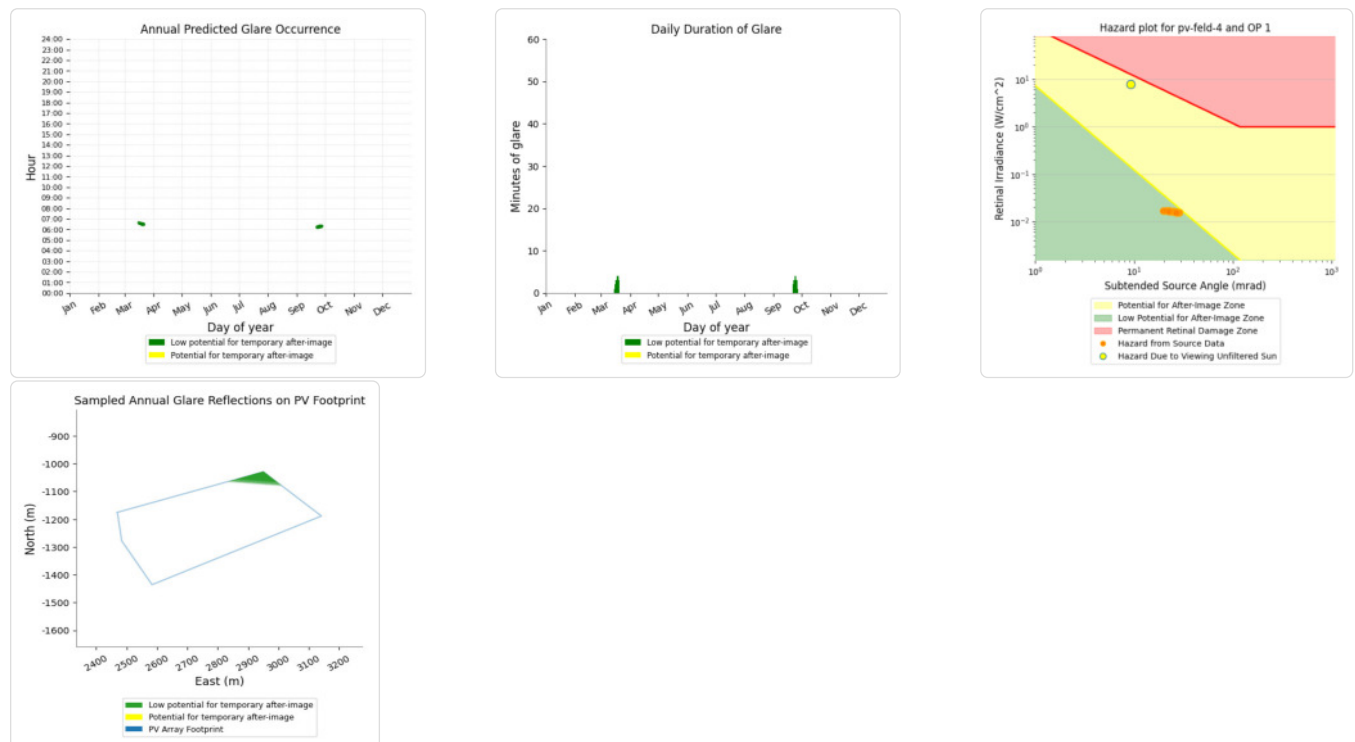 Annual Predicted Glare Occurrence
24:00
23:00
22:00
21:00
20:00
19:00
18:00
17:00
16:00
15:00
14:00
13:00
12:00
11:00
10:00
09:00
08:00
07:00
06:00
05:00
04:00
03:00
02:00
01:00
00:00
Hour
Jan Feb Mar Apr May Jun Jul Aug Sep Oct Nov Dec
Day of year
Low potential for temporary after-image
Potential for temporary after-image
Daily Duration of Glare
60
50
40
30
20
10
0
Minutes of glare
Jan Feb Mar Apr May Jun Jul Aug Sep Oct Nov Dec
Day of year
Low potential for temporary after-image
Potential for temporary after-image
Hazard plot for pv-feld-4 and OP 1
10^1
10^0
10^-1
10^-2
Retinal Irradiance (W/cm^2)
10^0 10^1 10^2 10^3
Subtended Source Angle (mrad)
Potential for After-Image Zone
Low Potential for After-Image Zone
Permanent Retinal Damage Zone
Hazard from Source Data
Hazard Due to Viewing Unfiltered Sun
Sampled Annual Glare Reflections on PV Footprint
-900
-1000
-1100
-1200
-1300
-1400
-1500
-1600
North (m)
2400 2500 2600 2700 2800 2900 3000 3100 3200
East (m)
Low potential for temporary after-image
Potential for temporary after-image
PV Array Footprint